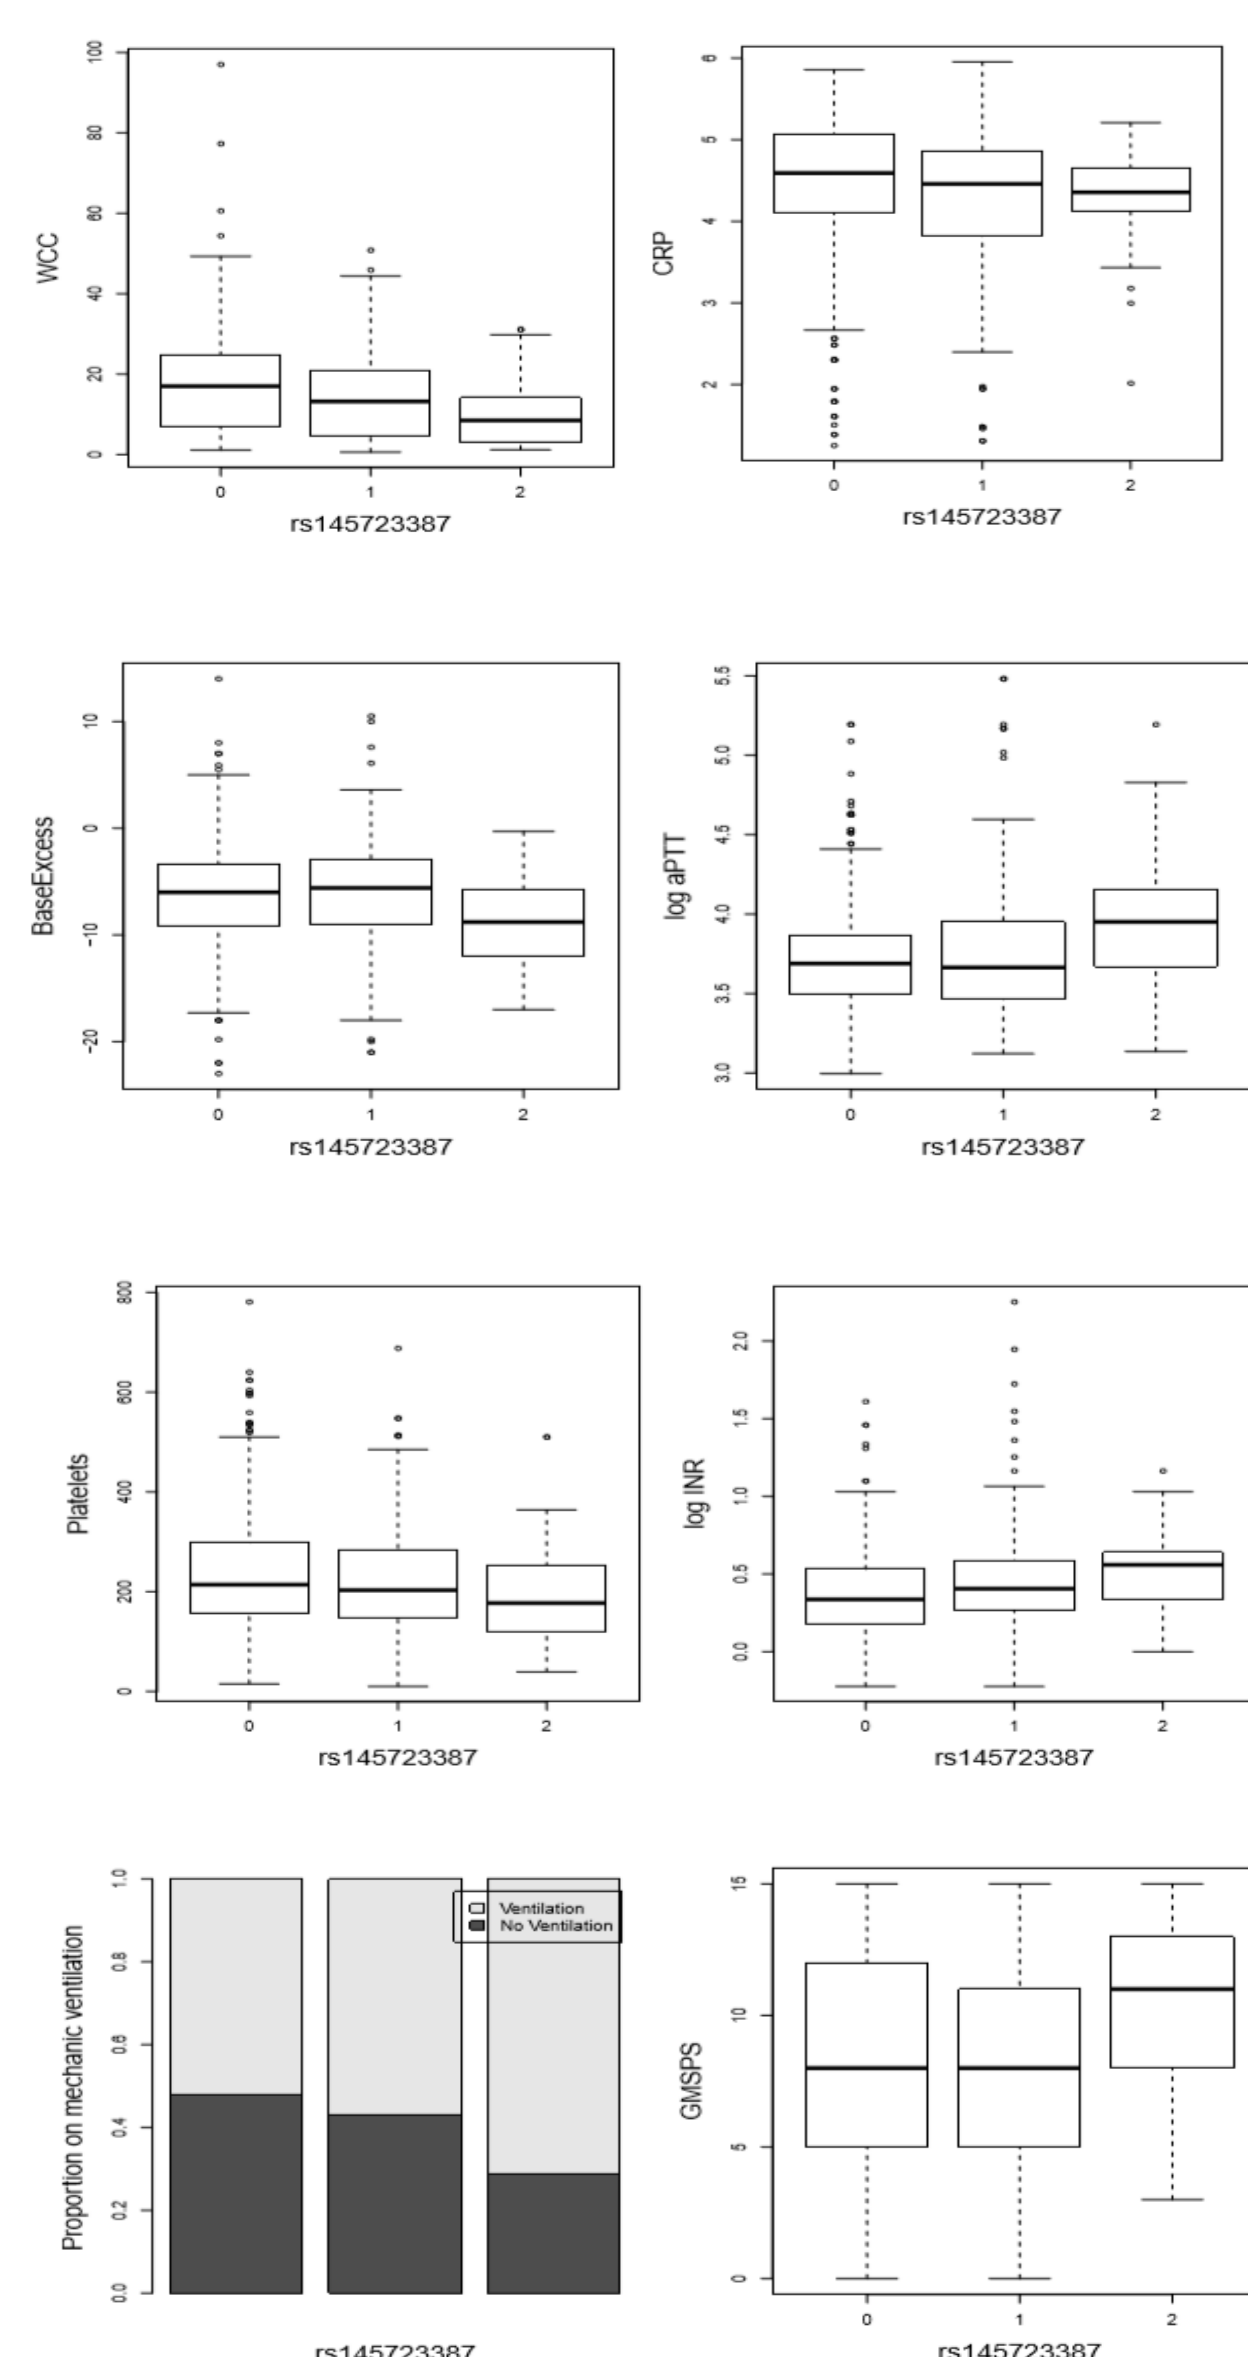 WCC
100
80
60
40
20
0
0 1 2
rs145723387
CRP
6
5
4
3
2
0 1 2
rs145723387
BaseExcess
10
0
−10
−20
0 1 2
rs145723387
log aPTT
5.5
5.0
4.5
4.0
3.5
3.0
0 1 2
rs145723387
Platelets
800
600
400
200
0
0 1 2
rs145723387
log INR
2.0
1.5
1.0
0.5
0.0
0 1 2
rs145723387
Proportion on mechanic ventilation
1.0
0.8
0.6
0.4
0.2
0.0
Ventilation
No Ventilation
rs145723387
GMSPS
15
10
5
0
0 1 2
rs145723387